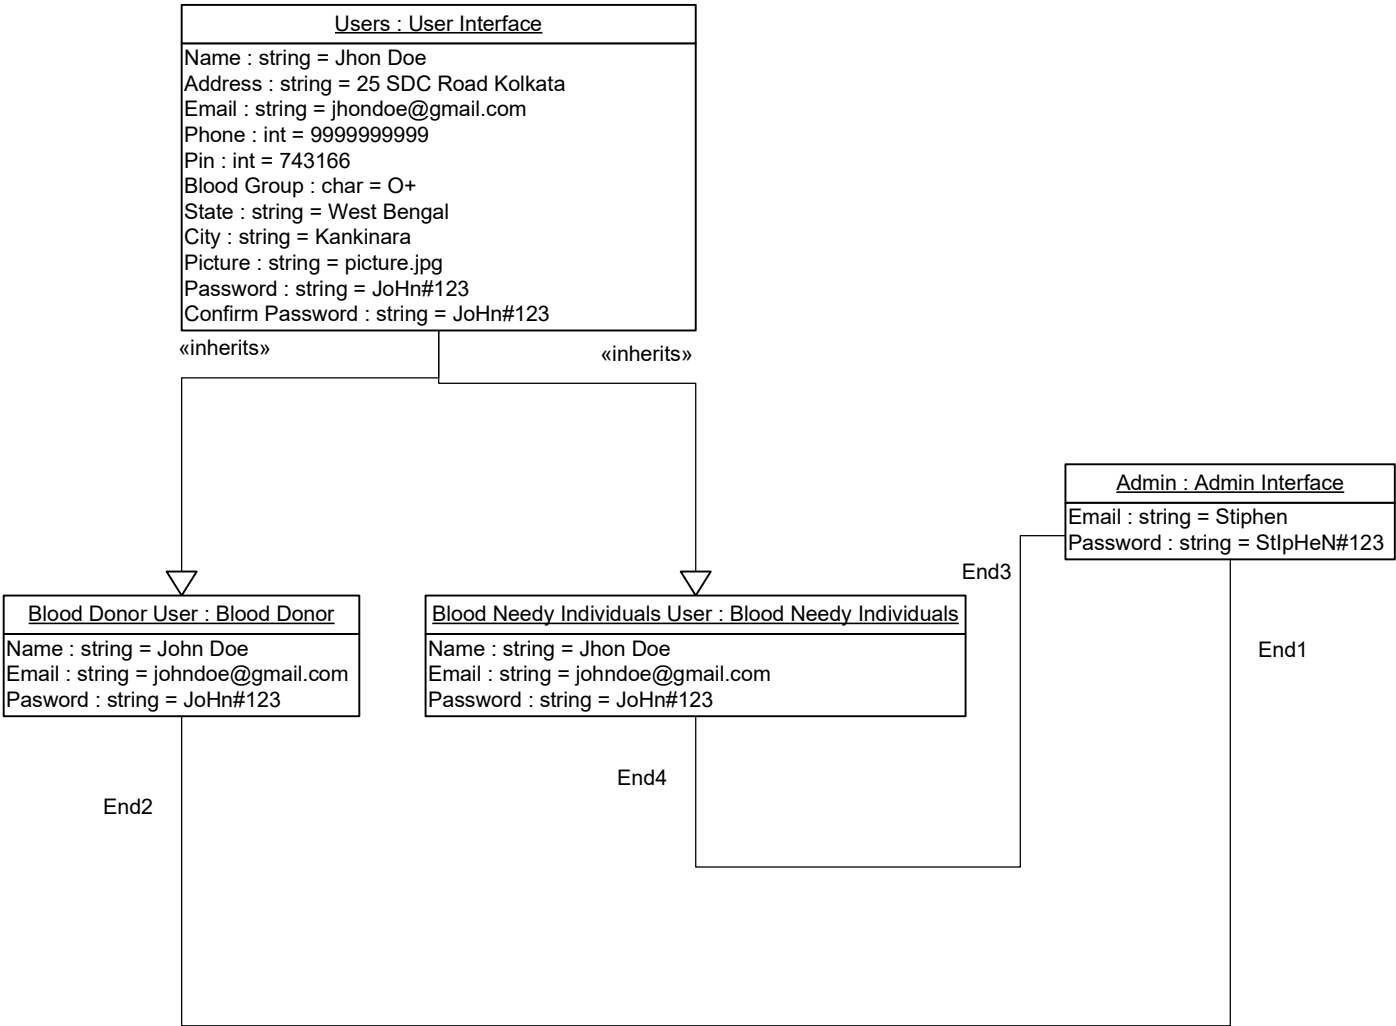 Users : User Interface
Name : string = Jhon Doe
Address : string = 25 SDC Road Kolkata
Email : string = jhondoe@gmail.com
Phone : int = 9999999999
Pin : int = 743166
Blood Group : char = O+
State : string = West Bengal
City : string = Kankinara
Picture : string = picture.jpg
Password : string = JoHn#123
Confirm Password : string = JoHn#123
«inherits»
«inherits»
Admin : Admin Interface
Email : string = Stiphen
Password : string = StIpHeN#123
End3
Blood Donor User : Blood Donor
Name : string = John Doe
Email : string = johndoe@gmail.com
Pasword : string = JoHn#123
Blood Needy Individuals User : Blood Needy Individuals
Name : string = Jhon Doe
Email : string = johndoe@gmail.com
Password : string = JoHn#123
End1
End4
End2